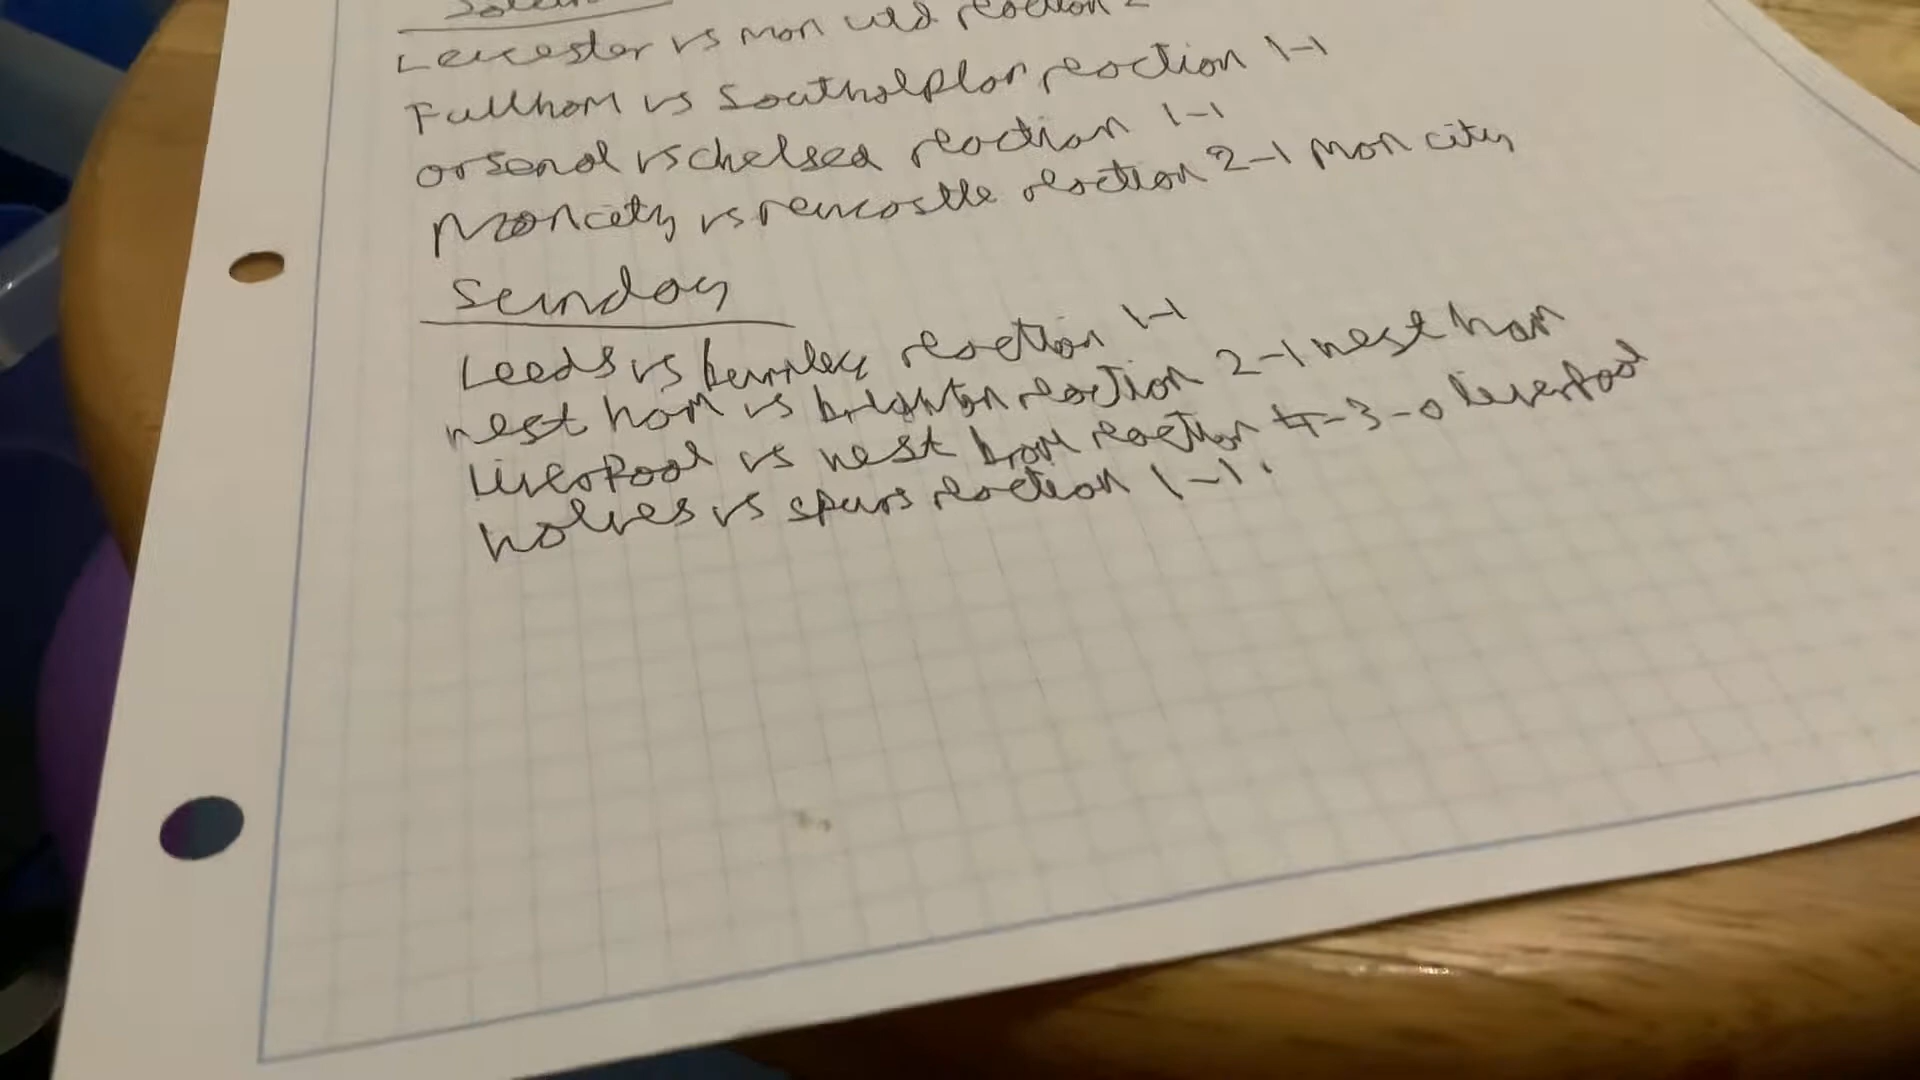 Leicester vs man utd reaction 2
Fullham vs Southalplon reaction 1-1
arsenal vs chelsea reaction 1-1
Man city vs newcastle reaction 2-1 man city
Sunday
Leeds vs burnley reaction 1-1
west ham vs brighton reaction 2-1 west ham
Liverpool vs west brom reaction 3-0 liverpool
wolves vs spurs reaction 1-1